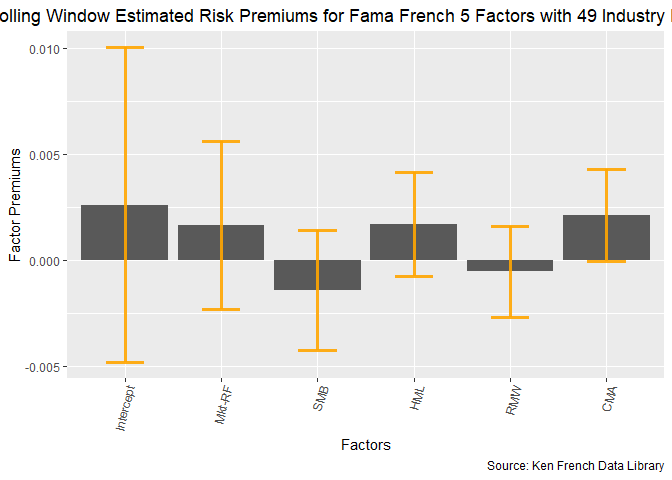 olling Window Estimated Risk Premiums for Fama French 5 Factors with 49 Industry
0.010
0.005
0.000
-0.005
Factor Premiums
Intercept
Mkt-RF
SMB
HML
RMW
CMA
Factors
Source: Ken French Data Library